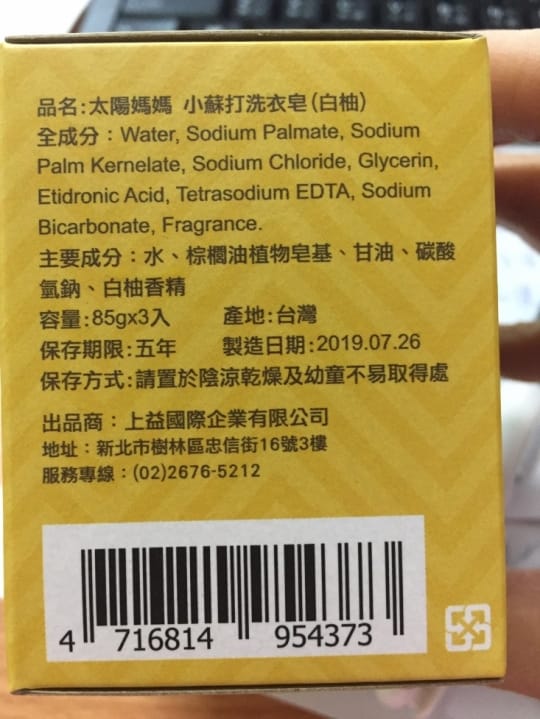 品名:太陽媽媽 小蘇打洗衣皂(白柚)
全成分：Water, Sodium Palmate, Sodium
Palm Kernelate, Sodium Chloride, Glycerin,
Etidronic Acid, Tetrasodium EDTA, Sodium
Bicarbonate, Fragrance.
主要成分：水、棕櫚油植物皂基、甘油、碳酸
氫鈉、白柚香精
容量:85gx3入 產地:台灣
保存期限:五年 製造日期:2019.07.26
保存方式:請置於陰涼乾燥及幼童不易取得處
出品商：上益國際企業有限公司
地址：新北市樹林區忠信街16號3樓
服務專線：(02)2676-5212
4 716814 954373